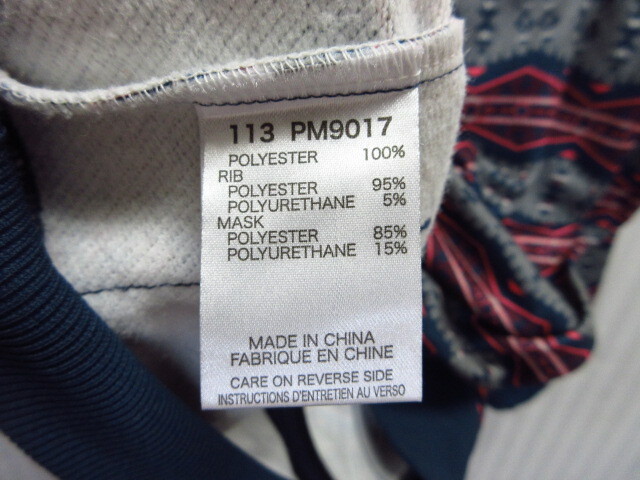 113 PM9017
POLYESTER 100%
RIB
POLYESTER 95%
POLYURETHANE 5%
MASK
POLYESTER 85%
POLYURETHANE 15%
MADE IN CHINA
FABRIQUÉ EN CHINE
CARE ON REVERSE SIDE
INSTRUCTIONS D'ENTRETIEN AU VERSO